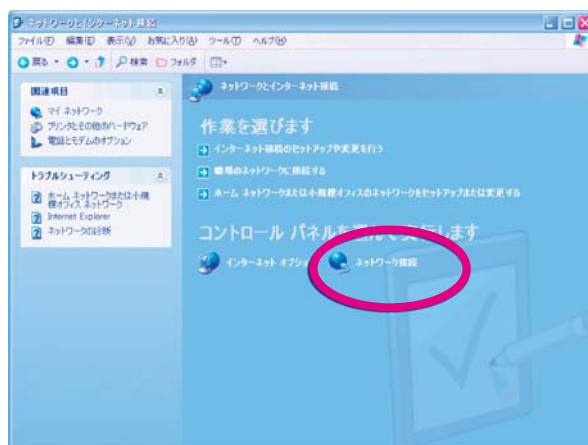 ネットワークとインターネット接続
ファイル(F) 編集(E) 表示(V) お気に入り(A) ツール(T) ヘルプ(H)
戻る 検索 フォルダ
関連項目
マイ ネットワーク
プリンタとその他のハードウェア
電話とモデムのオプション
トラブルシューティング
ホーム ネットワークまたは小規
模オフィス ネットワーク
Internet Explorer
ネットワークの診断
ネットワークとインターネット接続
作業を選びます
インターネット接続のセットアップや変更を行う
職場のネットワークに接続する
ホーム ネットワークまたは小規模オフィスのネットワークをセットアップまたは変更する
コントロール パネルを選んで実行します
インターネット オプション
ネットワーク接続